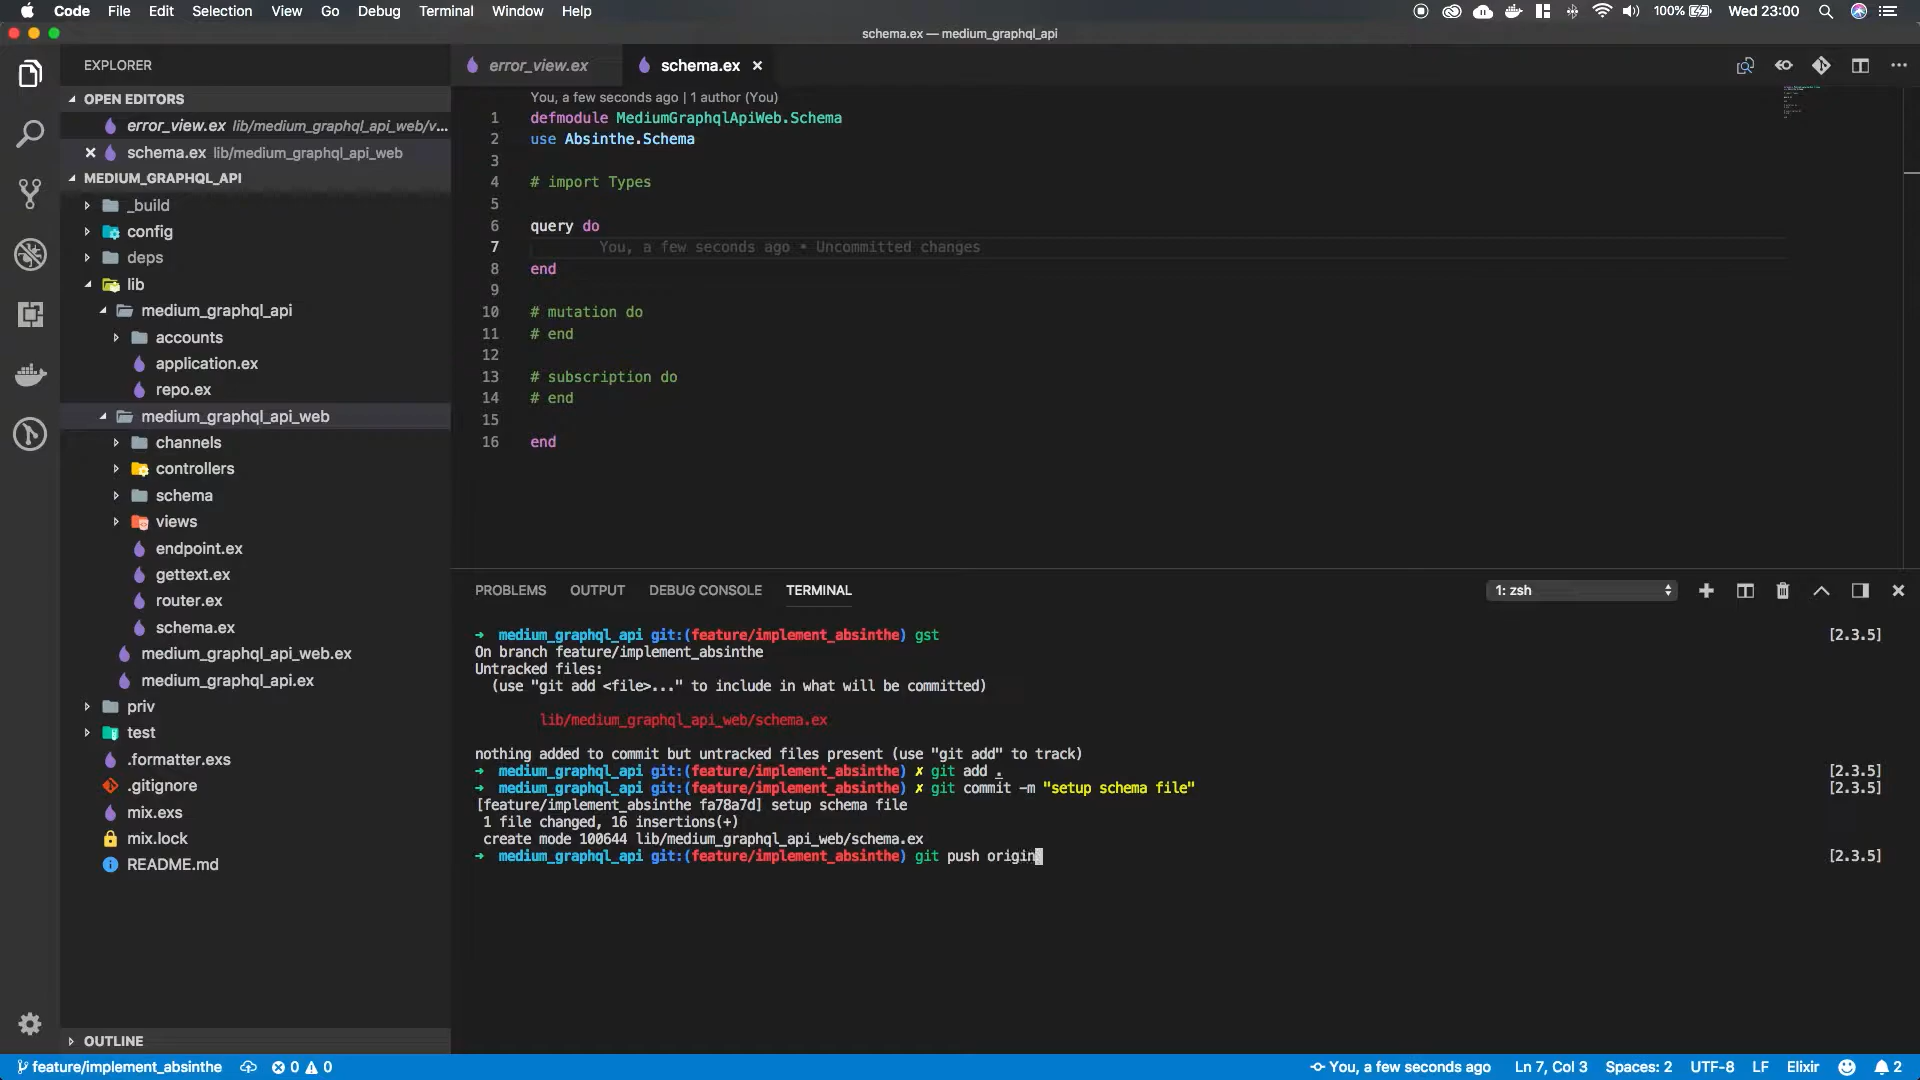 Code File Edit Selection View Go Debug Terminal Window Help
100% Wed 23:00
schema.ex — medium_graphql_api
EXPLORER
OPEN EDITORS
error_view.ex lib/medium_graphql_api_web/v...
schema.ex lib/medium_graphql_api_web
MEDIUM_GRAPHQL_API
_build
config
deps
lib
medium_graphql_api
accounts
application.ex
repo.ex
medium_graphql_api_web
channels
controllers
schema
views
endpoint.ex
gettext.ex
router.ex
schema.ex
medium_graphql_api_web.ex
medium_graphql_api.ex
priv
test
.formatter.exs
.gitignore
mix.exs
mix.lock
README.md
OUTLINE
error_view.ex
schema.ex
You, a few seconds ago | 1 author (You)
1 defmodule MediumGraphqlApiWeb.Schema
2 use Absinthe.Schema
3
4 # import Types
5
6 query do
7 You, a few seconds ago • Uncommitted changes
8 end
9
10 # mutation do
11 # end
12
13 # subscription do
14 # end
15
16 end
PROBLEMS OUTPUT DEBUG CONSOLE TERMINAL
1: zsh
➜ medium_graphql_api git:(feature/implement_absinthe) gst [2.3.5]
On branch feature/implement_absinthe
Untracked files:
(use "git add <file>..." to include in what will be committed)
lib/medium_graphql_api_web/schema.ex
nothing added to commit but untracked files present (use "git add" to track)
➜ medium_graphql_api git:(feature/implement_absinthe) ✗ git add . [2.3.5]
➜ medium_graphql_api git:(feature/implement_absinthe) ✗ git commit -m "setup schema file" [2.3.5]
[feature/implement_absinthe fa78a7d] setup schema file
1 file changed, 16 insertions(+)
create mode 100644 lib/medium_graphql_api_web/schema.ex
➜ medium_graphql_api git:(feature/implement_absinthe) git push origin [2.3.5]
feature/implement_absinthe 0 0
You, a few seconds ago Ln 7, Col 3 Spaces: 2 UTF-8 LF Elixir 2